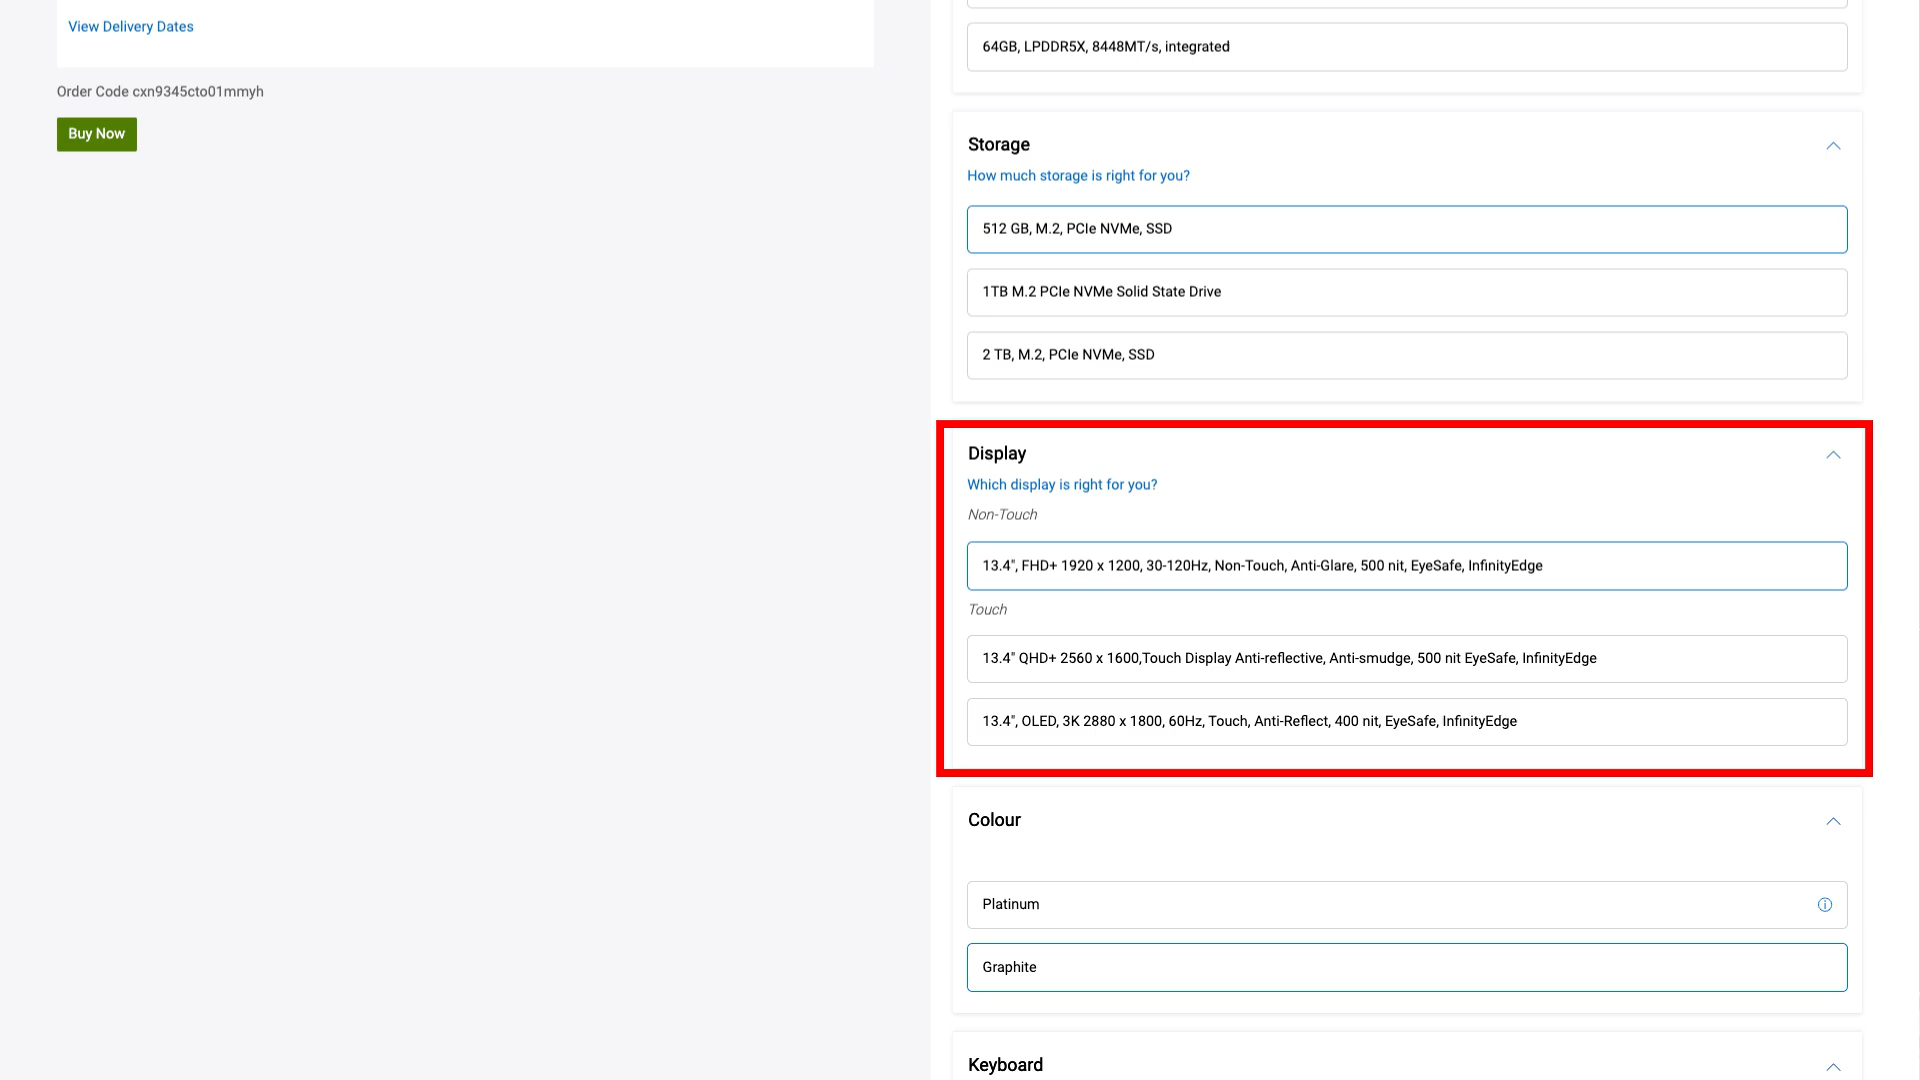 View Delivery Dates
Order Code cxn9345cto01mmyh
Buy Now
64GB, LPDDR5X, 8448MT/s, integrated
Storage
How much storage is right for you?
512 GB, M.2, PCIe NVMe, SSD
1TB M.2 PCIe NVMe Solid State Drive
2 TB, M.2, PCIe NVMe, SSD
Display
Which display is right for you?
Non-Touch
13.4", FHD+ 1920 x 1200, 30-120Hz, Non-Touch, Anti-Glare, 500 nit, EyeSafe, InfinityEdge
Touch
13.4" QHD+ 2560 x 1600,Touch Display Anti-reflective, Anti-smudge, 500 nit EyeSafe, InfinityEdge
13.4", OLED, 3K 2880 x 1800, 60Hz, Touch, Anti-Reflect, 400 nit, EyeSafe, InfinityEdge
Colour
Platinum
Graphite
Keyboard